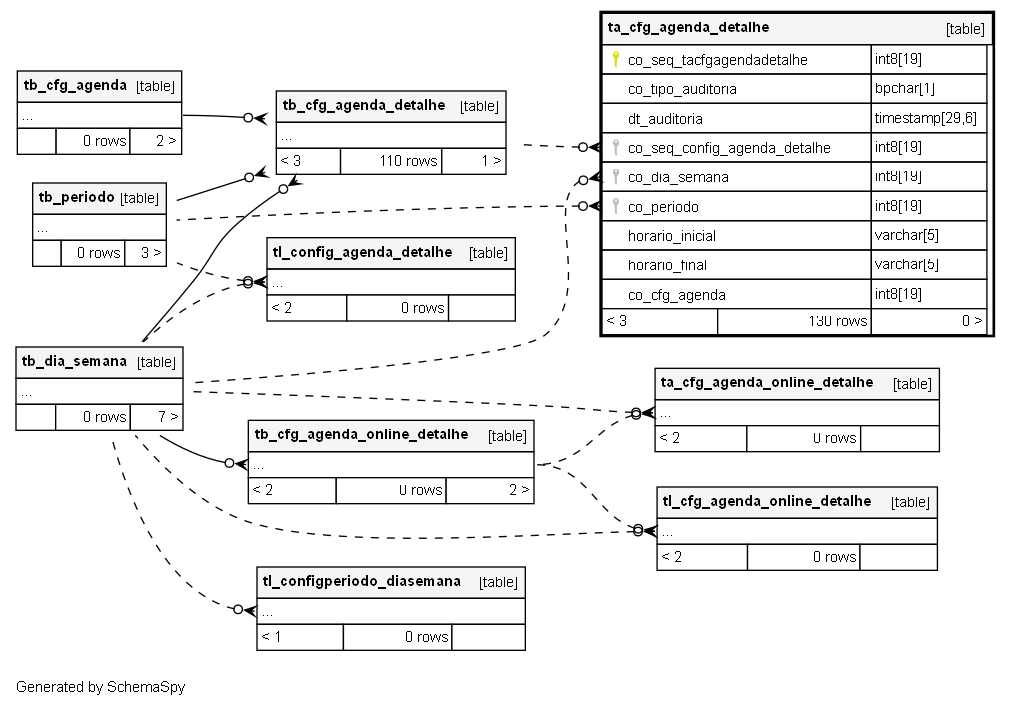 ta_cfg_agenda_detalhe [table]
co_seq_tacfgagendadetalhe int8[19]
co_tipo_auditoria bpchar[1]
dt_auditoria timestamp[29,6]
co_seq_config_agenda_detalhe int8[19]
co_dia_semana int8[19]
co_periodo int8[19]
horario_inicial varchar[5]
horario_final varchar[5]
co_cfg_agenda int8[19]
< 3 130 rows 0 >
tb_cfg_agenda [table]
...
0 rows 2 >
tb_cfg_agenda_detalhe [table]
...
< 3 110 rows 1 >
tb_periodo [table]
...
0 rows 3 >
tl_config_agenda_detalhe [table]
...
< 2 0 rows
tb_dia_semana [table]
...
0 rows 7 >
ta_cfg_agenda_online_detalhe [table]
...
< 2 0 rows
tb_cfg_agenda_online_detalhe [table]
...
< 2 0 rows 2 >
tl_cfg_agenda_online_detalhe [table]
...
< 2 0 rows
tl_configperiodo_diasemana [table]
...
< 1 0 rows
Generated by SchemaSpy